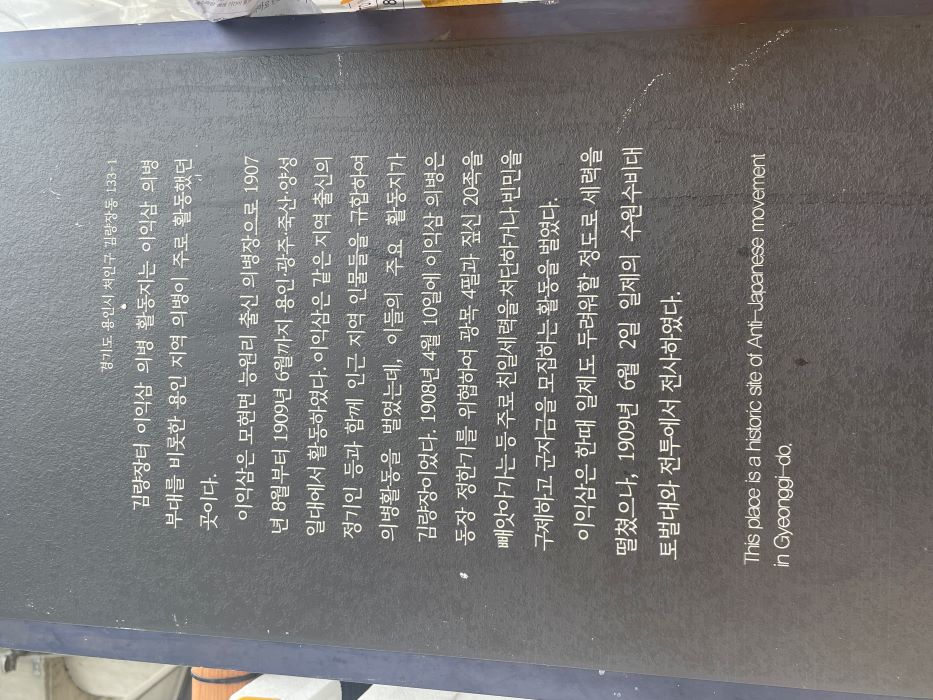 경기도 용인시 처인구 김량장동 133-1
김량장터 이익삼 의병 활동지는 이익삼 의병
부대를 비롯한 용인 지역 의병이 주로 활동했던
곳이다.
이익삼은 모현면 능원리 출신 의병장으로 1907
년 8월부터 1909년 6월까지 용인·광주·죽산·양성
일대에서 활동하였다. 이익삼은 같은 지역 출신의
정기인 등과 함께 인근 지역 인물들을 규합하여
의병활동을 벌였는데, 이들의 주요 활동지가
김량장이었다. 1908년 4월 10일에 이익삼 의병은
동장 정한기를 위협하여 광목 4필과 짚신 20족을
빼앗아가는 등 주로 친일세력을 처단하거나 빈민을
구제하고 군자금을 모집하는 활동을 벌였다.
이익삼은 한때 일제도 두려워할 정도로 세력을
떨쳤으나, 1909년 6월 2일 일제의 수원수비대
토벌대와 전투에서 전사하였다.
This place is a historic site of Anti-Japanese movement
in Gyeonggi-do.